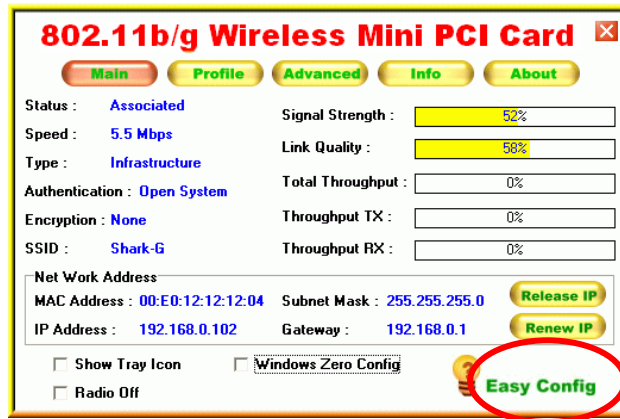 802.11b/g Wireless Mini PCI Card
Main Profile Advanced Info About
Status : Associated
Speed : 5.5 Mbps
Type : Infrastructure
Authentication : Open System
Encryption : None
SSID : Shark-G
Signal Strength : 52%
Link Quality : 58%
Total Throughput : 0%
Throughput TX : 0%
Throughput RX : 0%
Net Work Address
MAC Address : 00:E0:12:12:12:04 Subnet Mask : 255.255.255.0 Release IP
IP Address : 192.168.0.102 Gateway : 192.168.0.1 Renew IP
Show Tray Icon Windows Zero Config
Radio Off
Easy Config